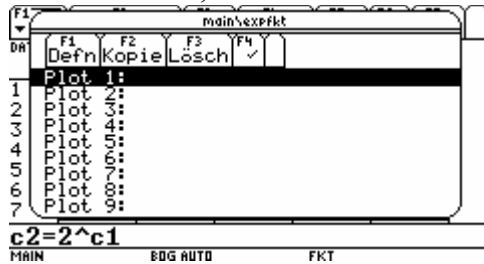 F1
main\expfkt
DA
F1 F2 F3 F4
Defn Kopie Lösch ✓
Plot 1:
1 Plot 2:
2 Plot 3:
3 Plot 4:
4 Plot 5:
5 Plot 6:
6 Plot 7:
7 Plot 8:
Plot 9:
c2=2^c1
MAIN BOG AUTO FKT